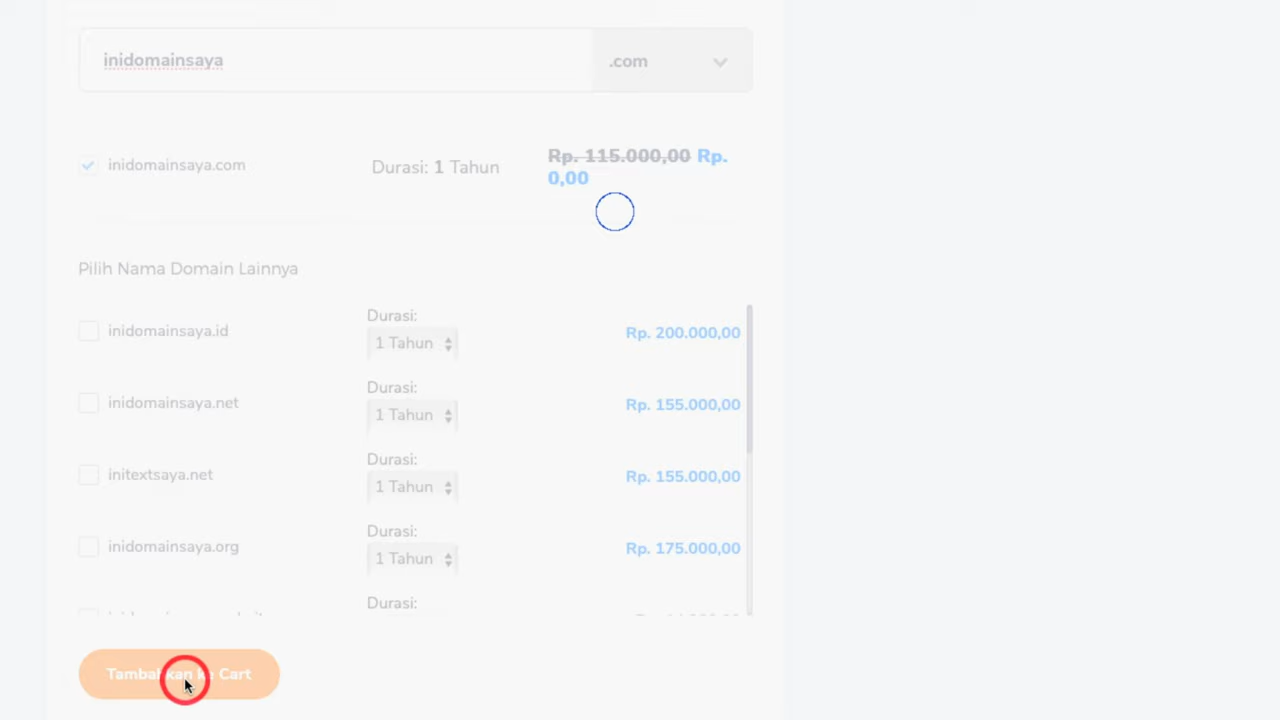 inidomainsaya .com
inidomainsaya.com Durasi: 1 Tahun Rp. 115.000,00 Rp.
0,00
Pilih Nama Domain Lainnya
Durasi:
inidomainsaya.id 1 Tahun Rp. 200.000,00
Durasi:
inidomainsaya.net 1 Tahun Rp. 155.000,00
Durasi:
initextsaya.net 1 Tahun Rp. 155.000,00
Durasi:
inidomainsaya.org 1 Tahun Rp. 175.000,00
Durasi:
Tambahkan ke Cart